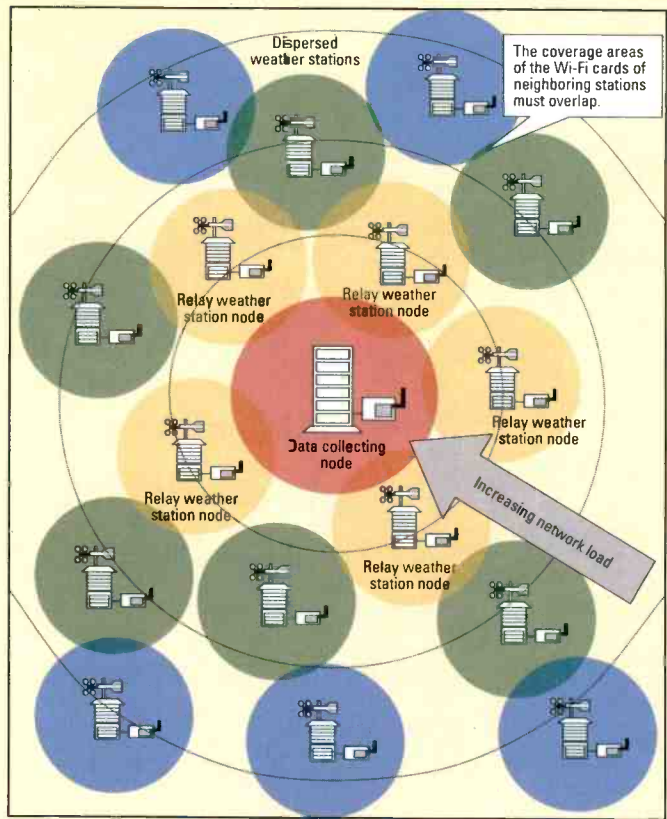 Dispersed
weather stations
The coverage areas
of the Wi-Fi cards of
neighboring stations
must overlap.
Relay weather
station node
Relay weather
station node
Data collecting
node
Relay weather
station node
Relay weather
station node
Relay weather
station node
Increasing network load